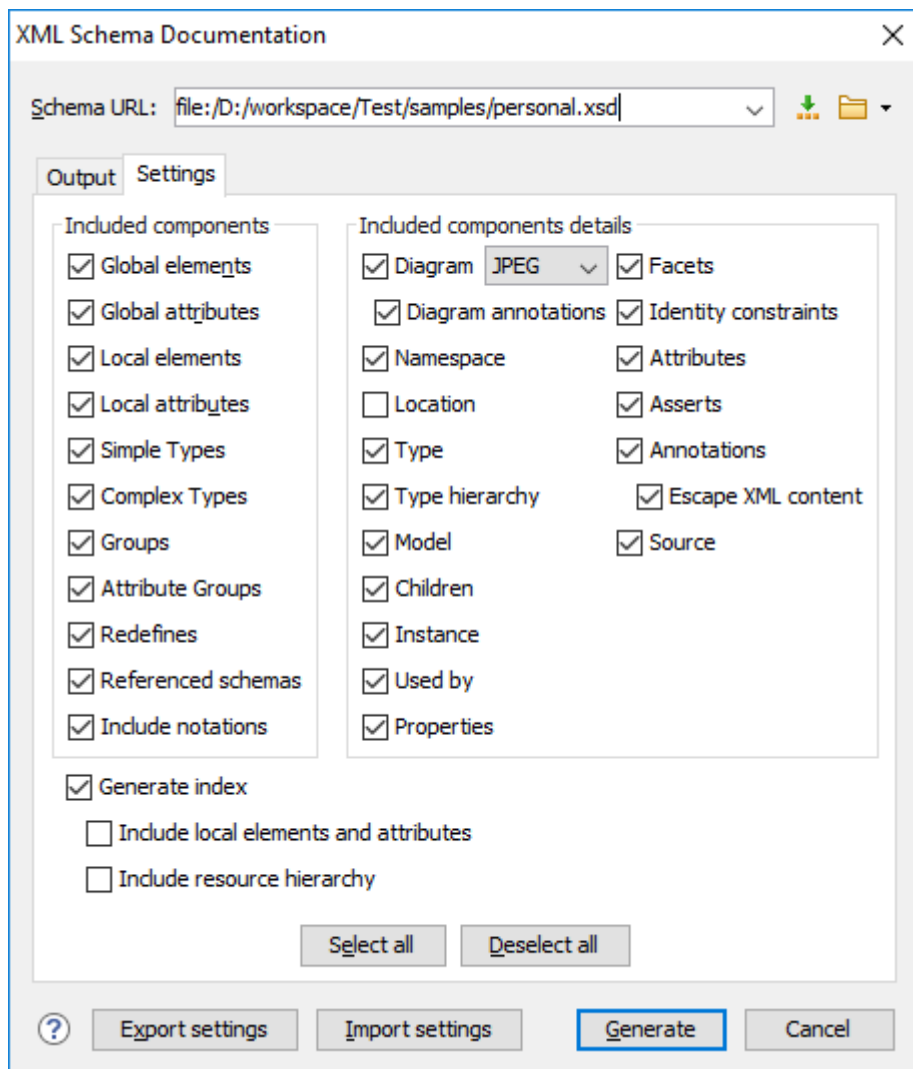 XML Schema Documentation
Schema URL: file:/D:/workspace/Test/samples/personal.xsd
Output Settings
Included components
Global elements
Global attributes
Local elements
Local attributes
Simple Types
Complex Types
Groups
Attribute Groups
Redefines
Referenced schemas
Include notations
Included components details
Diagram JPEG
Diagram annotations
Namespace
Location
Type
Type hierarchy
Model
Children
Instance
Used by
Properties
Facets
Identity constraints
Attributes
Asserts
Annotations
Escape XML content
Source
Generate index
Include local elements and attributes
Include resource hierarchy
Select all Deselect all
? Export settings Import settings Generate Cancel